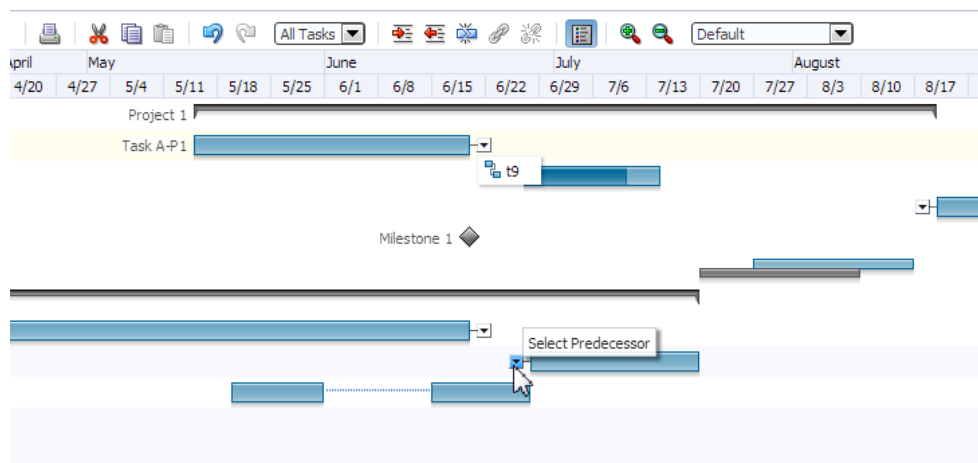 All Tasks Default
April May June July August
4/20 4/27 5/4 5/11 5/18 5/25 6/1 6/8 6/15 6/22 6/29 7/6 7/13 7/20 7/27 8/3 8/10 8/17
Project 1
Task A-P1
t9
Milestone 1
Select Predecessor